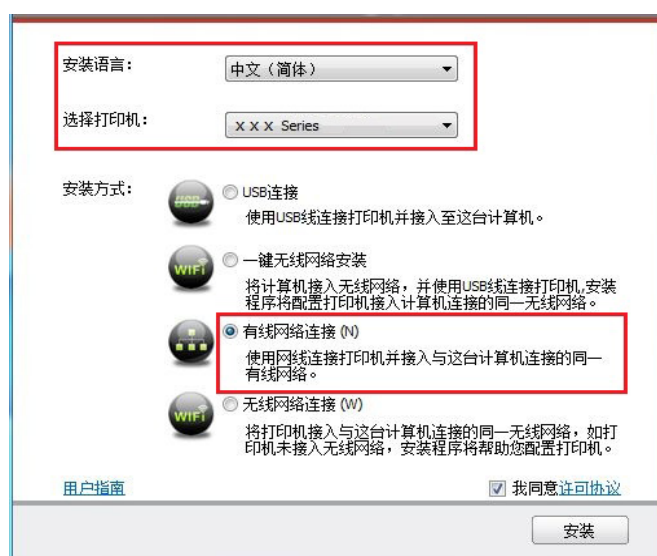 安装语言：
中文（简体）
选择打印机：
X X X Series
安装方式：
USB
USB连接
使用USB线连接打印机并接入至这台计算机。
WiFi
一键无线网络安装
将计算机接入无线网络，并使用USB线连接打印机,安装
程序将配置打印机接入计算机连接的同一无线网络。
有线网络连接 (N)
使用网线连接打印机并接入与这台计算机连接的同一
有线网络。
WiFi
无线网络连接 (W)
将打印机接入与这台计算机连接的同一无线网络，如打
印机未接入无线网络，安装程序将帮助您配置打印机。
用户指南
我同意许可协议
安装